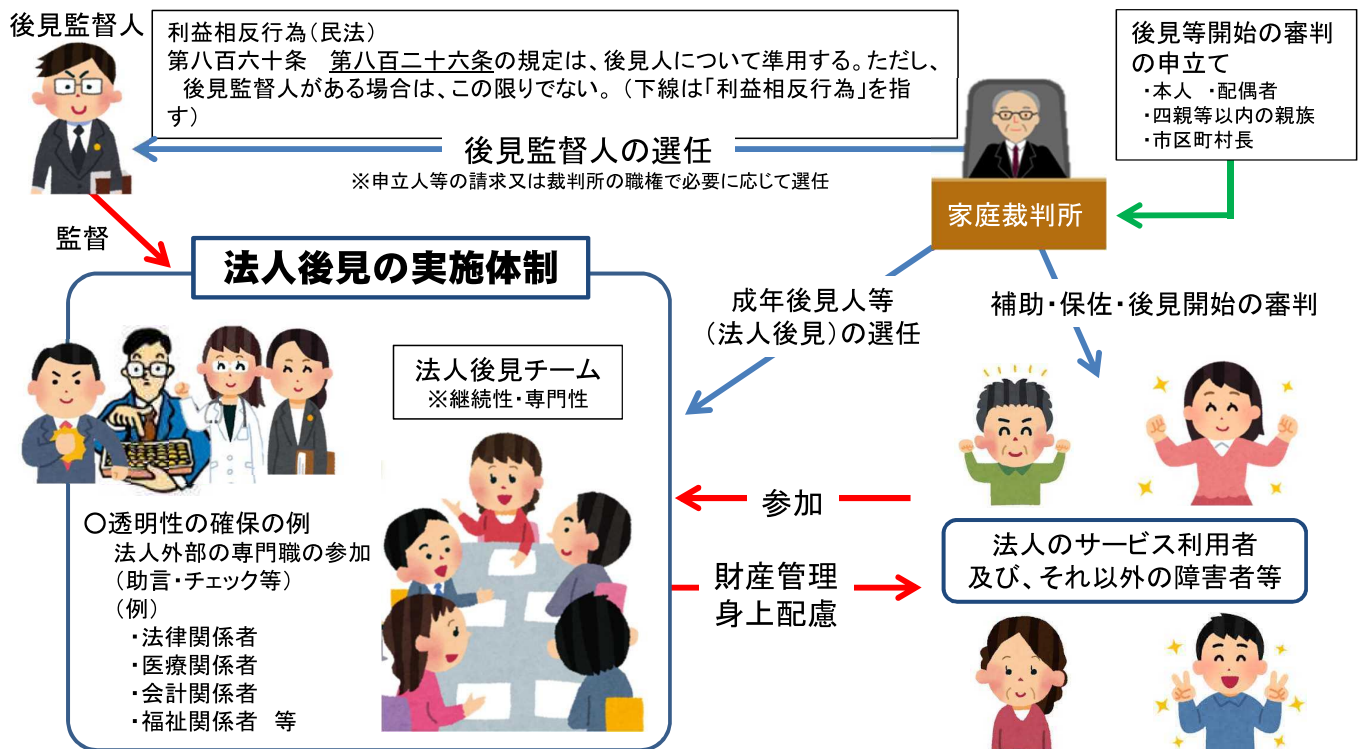 後見監督人
利益相反行為（民法）
第八百六十条　第八百二十六条の規定は、後見人について準用する。ただし、
後見監督人がある場合は、この限りでない。（下線は「利益相反行為」を指
す）
後見等開始の審判
の申立て
・本人　・配偶者
・四親等以内の親族
・市区町村長
後見監督人の選任
※申立人等の請求又は裁判所の職権で必要に応じて選任
家庭裁判所
監督
法人後見の実施体制
成年後見人等
（法人後見）の選任
補助・保佐・後見開始の審判
法人後見チーム
※継続性・専門性
参加
〇透明性の確保の例
法人外部の専門職の参加
（助言・チェック等）
（例）
・法律関係者
・医療関係者
・会計関係者
・福祉関係者　等
財産管理
身上配慮
法人のサービス利用者
及び、それ以外の障害者等